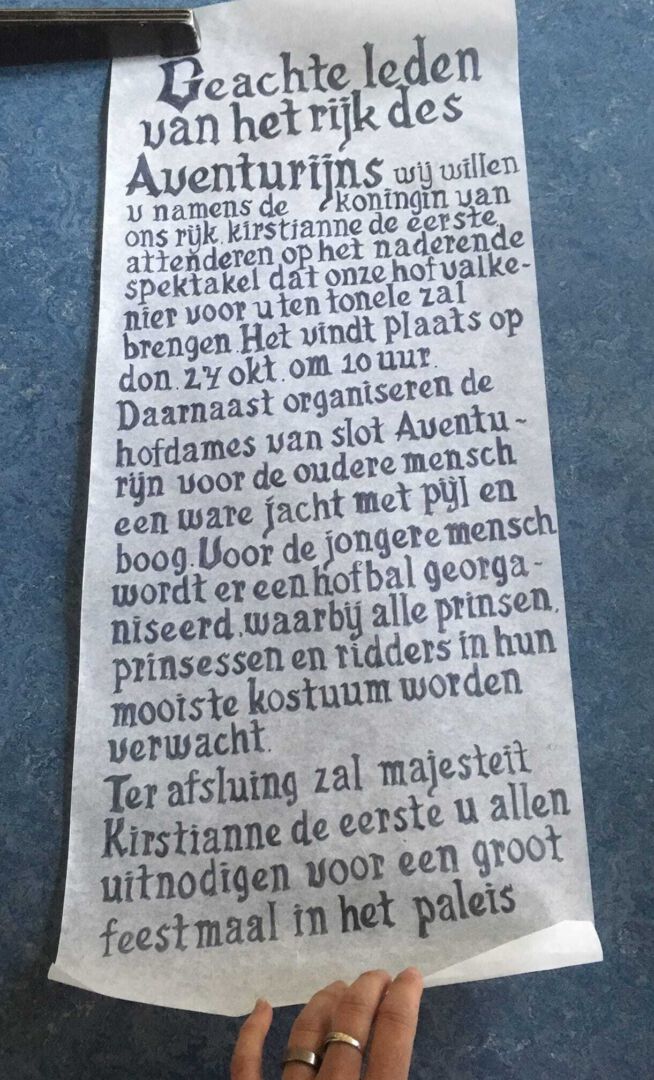 Geachte leden
van het rijk des
Aventurijns wij willen
u namens de koningin van
ons rijk, kirstianne de eerste,
attenderen op het naderende
spektakel dat onze hofvalke-
nier voor u ten tonele zal
brengen. Het vindt plaats op
don. 24 okt. om 10 uur.
Daarnaast organiseren de
hofdames van slot Aventu-
rijn voor de oudere mensch
een ware jacht met pijl en
boog. Voor de jongere mensch
wordt er een hofbal georga-
niseerd, waarbij alle prinsen,
prinsessen en ridders in hun
mooiste kostuum worden
verwacht.
Ter afsluing zal majesteit
Kirstianne de eerste u allen
uitnodigen voor een groot
feestmaal in het paleis